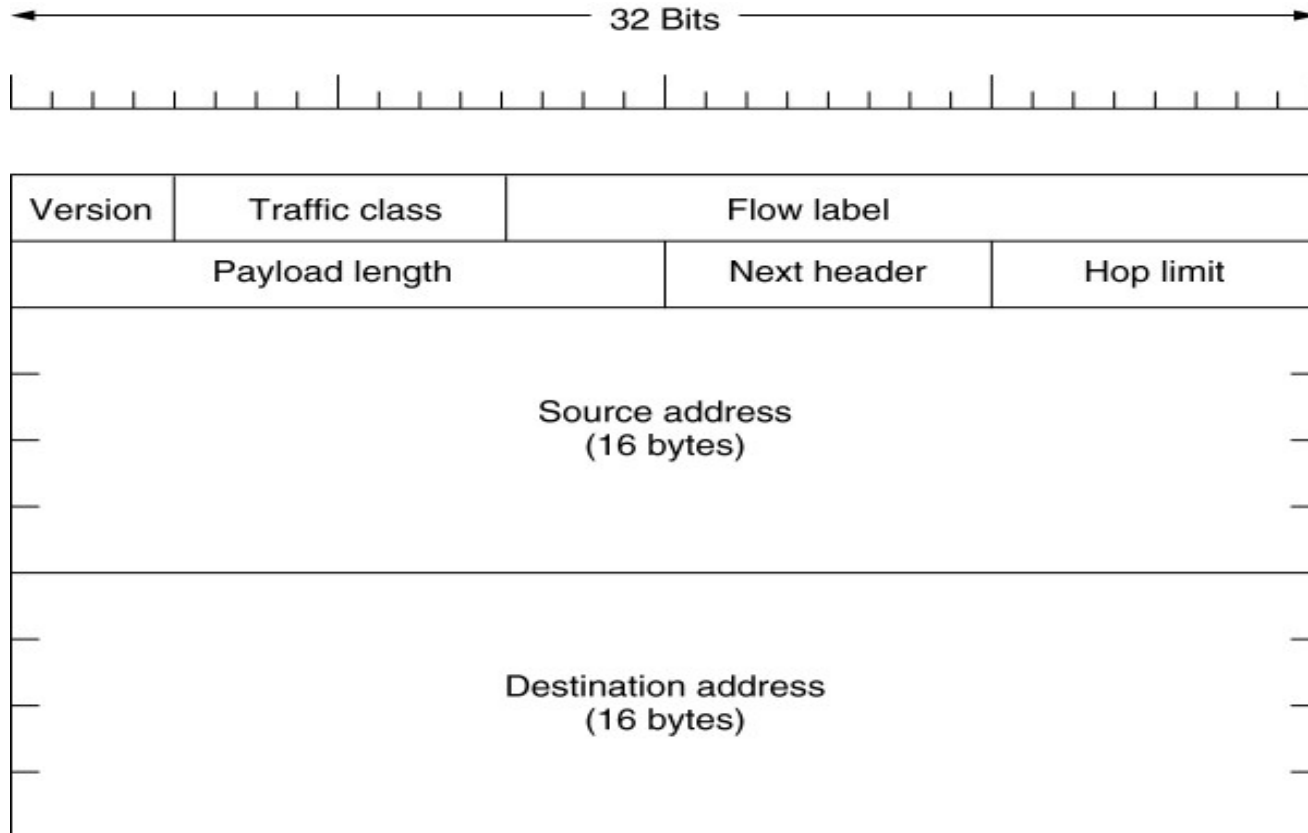 32 Bits
Version Traffic class Flow label
Payload length Next header Hop limit
Source address
(16 bytes)
Destination address
(16 bytes)